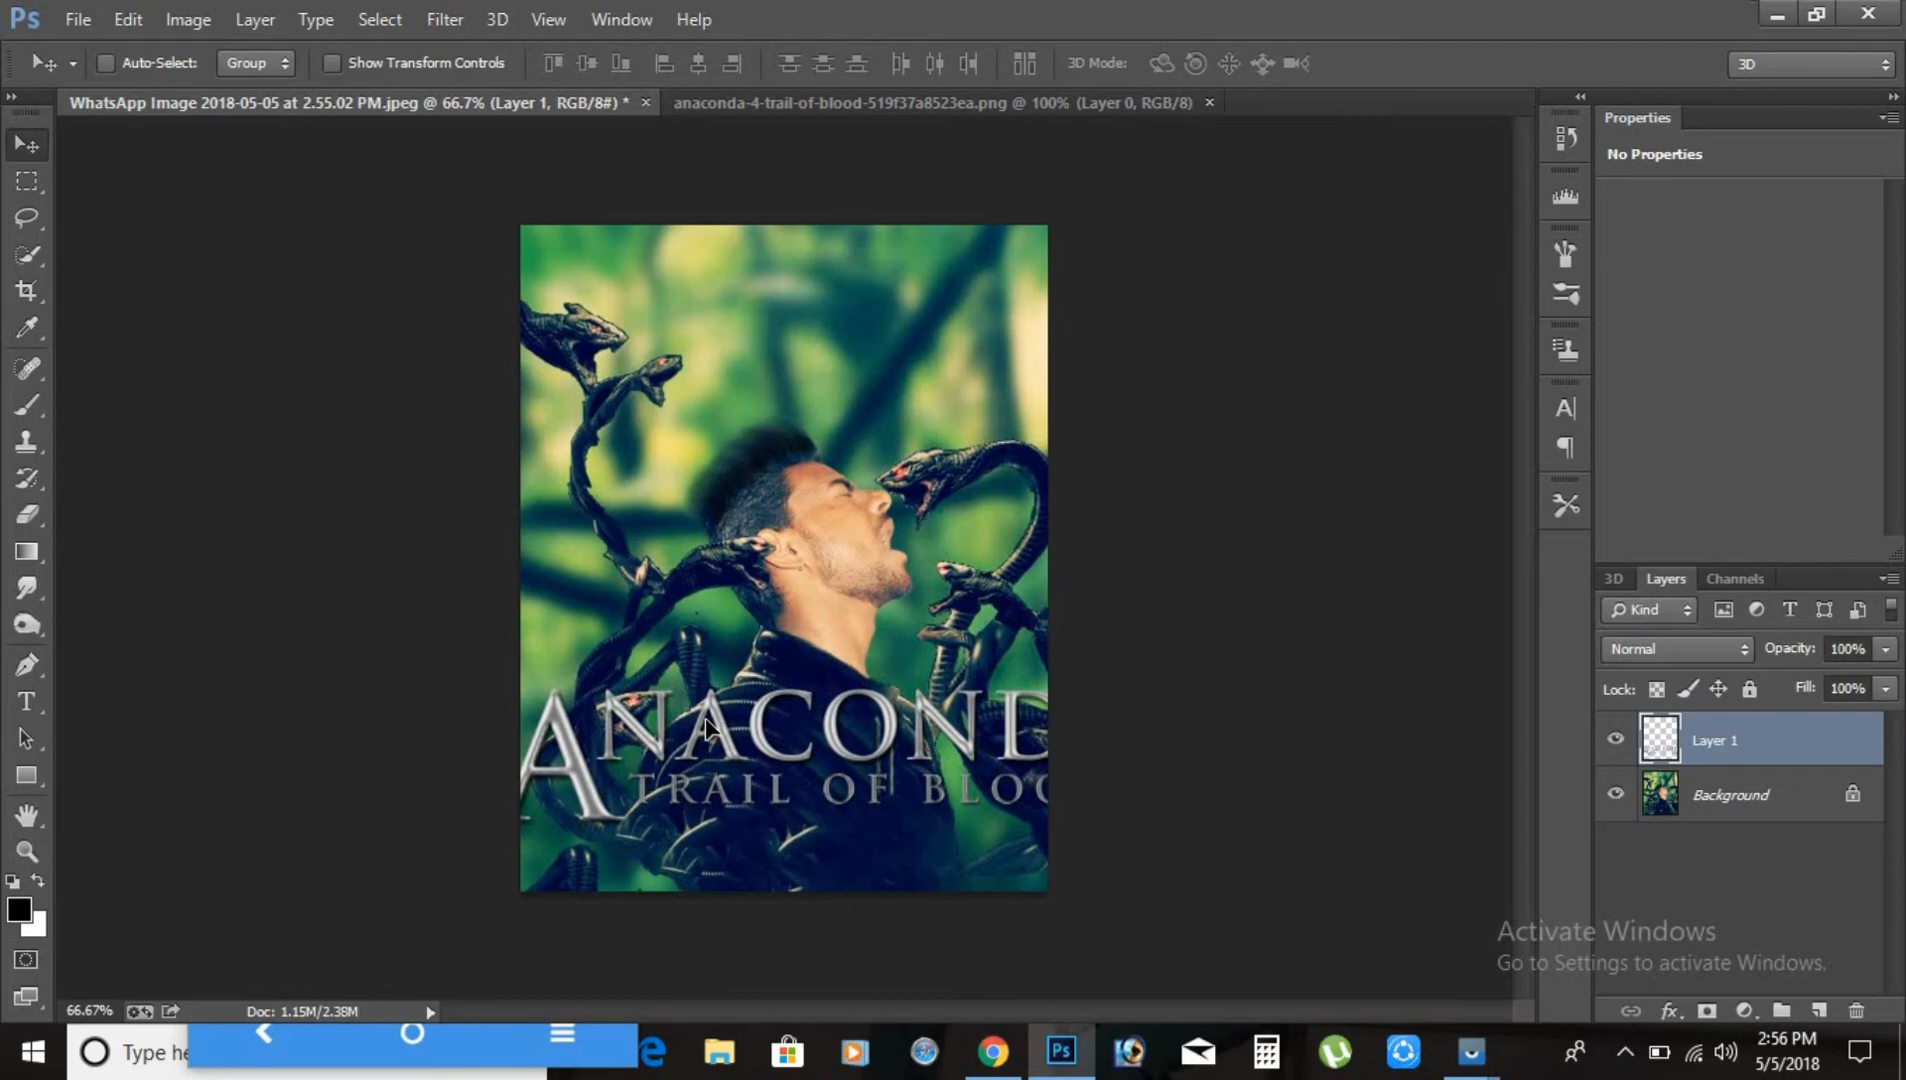 Ps File Edit Image Layer Type Select Filter 3D View Window Help
Auto-Select: Group Show Transform Controls 3D Mode: 3D
WhatsApp Image 2018-05-05 at 2.55.02 PM.jpeg @ 66.7% (Layer 1, RGB/8#) * × anaconda-4-trail-of-blood-519f37a8523ea.png @ 100% (Layer 0, RGB/8) ×
Properties
No Properties
ANACOND
TRAIL OF BLOO
3D Layers Channels
Kind
Normal Opacity: 100%
Lock: Fill: 100%
Layer 1
Background
Activate Windows
Go to Settings to activate Windows.
66.67% Doc: 1.15M/2.38M
Type he
Ps
2:56 PM
5/5/2018